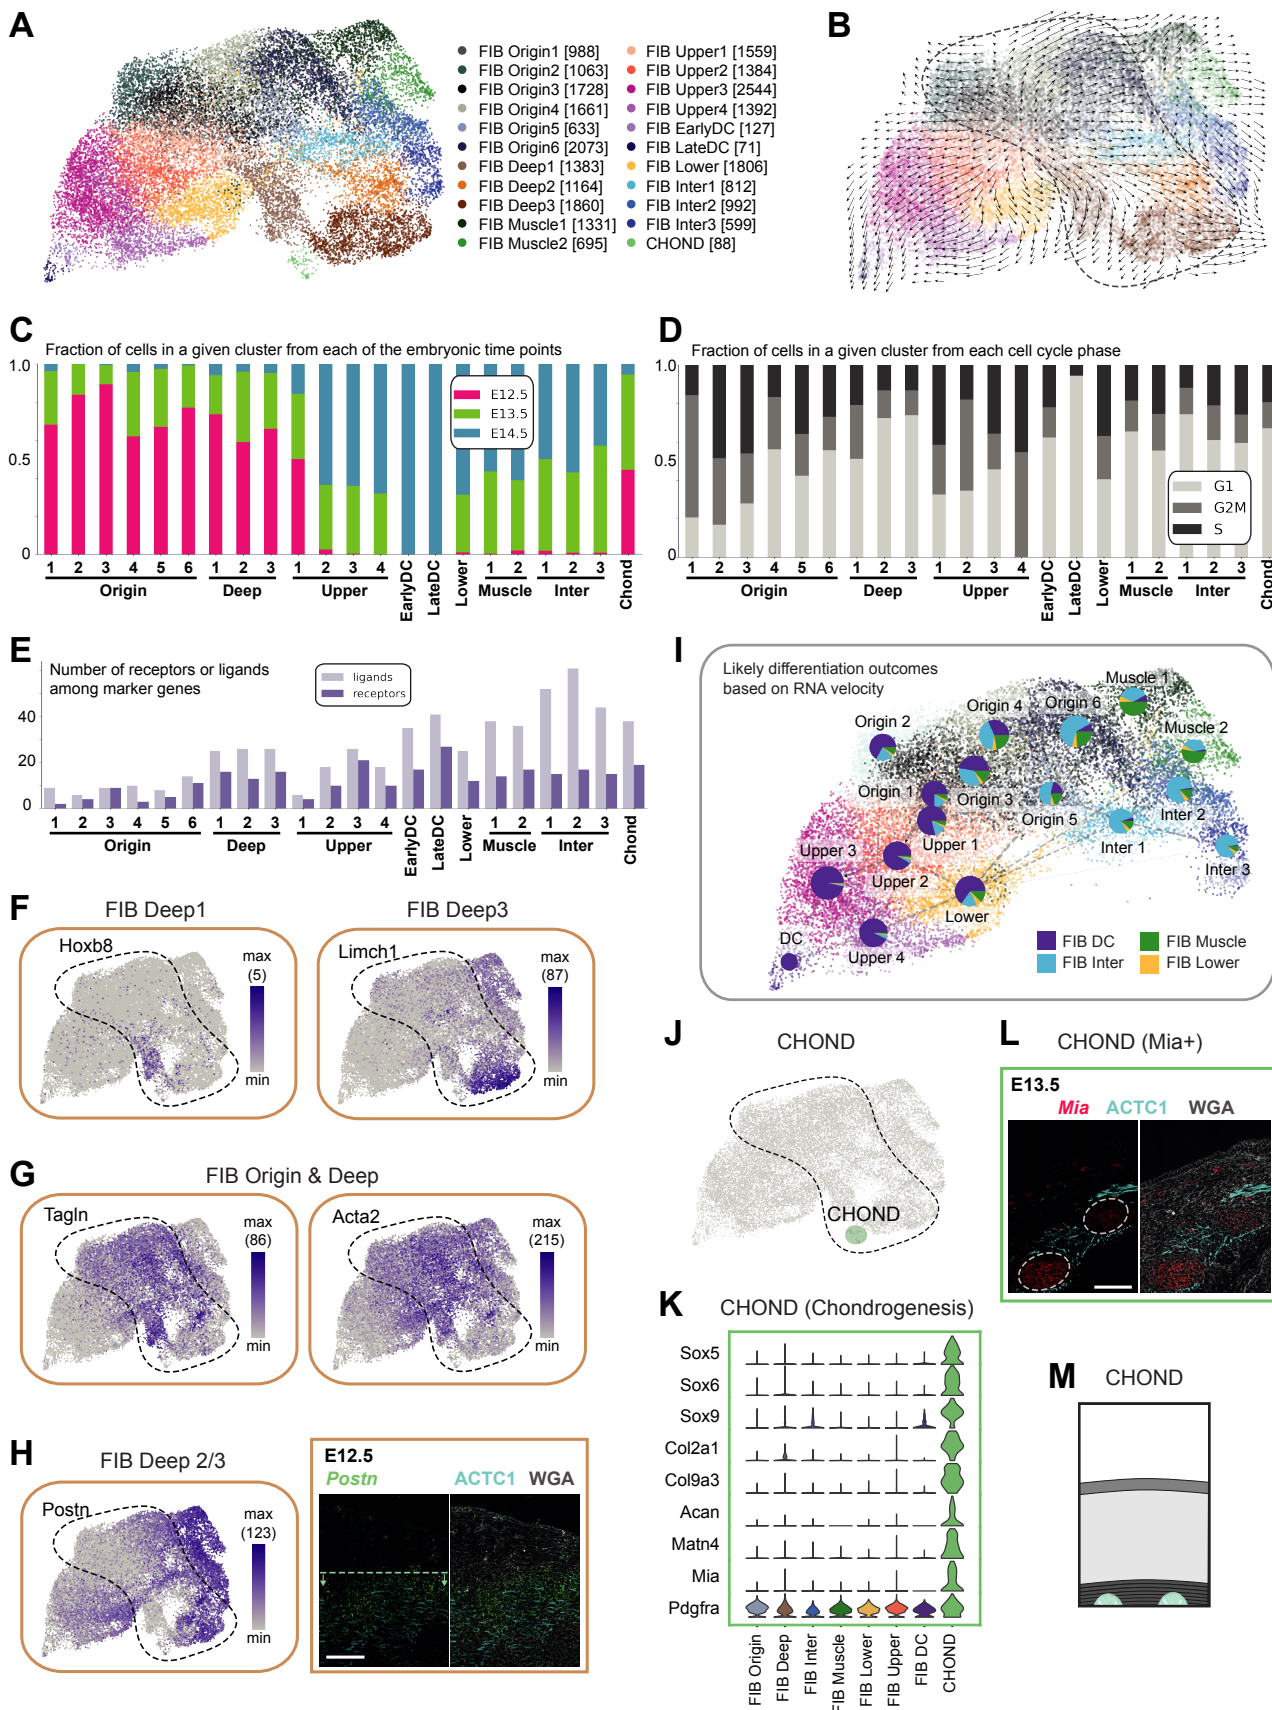 A
FIB Origin1 [988]
FIB Origin2 [1063]
FIB Origin3 [1728]
FIB Origin4 [1661]
FIB Origin5 [633]
FIB Origin6 [2073]
FIB Deep1 [1383]
FIB Deep2 [1164]
FIB Deep3 [1860]
FIB Muscle1 [1331]
FIB Muscle2 [695]
FIB Upper1 [1559]
FIB Upper2 [1384]
FIB Upper3 [2544]
FIB Upper4 [1392]
FIB EarlyDC [127]
FIB LateDC [71]
FIB Lower [1806]
FIB Inter1 [812]
FIB Inter2 [992]
FIB Inter3 [599]
CHOND [88]
B
C
Fraction of cells in a given cluster from each of the embryonic time points
1.0
0.5
0
E12.5
E13.5
E14.5
1 2 3 4 5 6 1 2 3 1 2 3 4 EarlyDC LateDC Lower 1 2 1 2 3 Chond
Origin Deep Upper Muscle Inter
D
Fraction of cells in a given cluster from each cell cycle phase
1.0
0.5
0
G1
G2M
S
1 2 3 4 5 6 1 2 3 1 2 3 4 EarlyDC LateDC Lower 1 2 1 2 3 Chond
Origin Deep Upper Muscle Inter
E
Number of receptors or ligands
among marker genes
ligands
receptors
40
20
0
1 2 3 4 5 6 1 2 3 1 2 3 4 EarlyDC LateDC Lower 1 2 1 2 3 Chond
Origin Deep Upper Muscle Inter
F
FIB Deep1
Hoxb8
max
(5)
min
FIB Deep3
Limch1
max
(87)
min
G
FIB Origin & Deep
Tagln
max
(86)
min
Acta2
max
(215)
min
H
FIB Deep 2/3
Postn
max
(123)
min
E12.5
Postn ACTC1 WGA
I
Likely differentiation outcomes
based on RNA velocity
Muscle 1
Origin 4
Origin 6
Origin 2
Muscle 2
Origin 1
Origin 3
Origin 5
Inter 2
Upper 1
Inter 1
Upper 3
Upper 2
Inter 3
Lower
DC
Upper 4
FIB DC
FIB Muscle
FIB Inter
FIB Lower
J
CHOND
CHOND
K
CHOND (Chondrogenesis)
Sox5
Sox6
Sox9
Col2a1
Col9a3
Acan
Matn4
Mia
Pdgfra
FIB Origin
FIB Deep
FIB Inter
FIB Muscle
FIB Lower
FIB Upper
FIB DC
CHOND
L
CHOND (Mia+)
E13.5
Mia ACTC1 WGA
M
CHOND